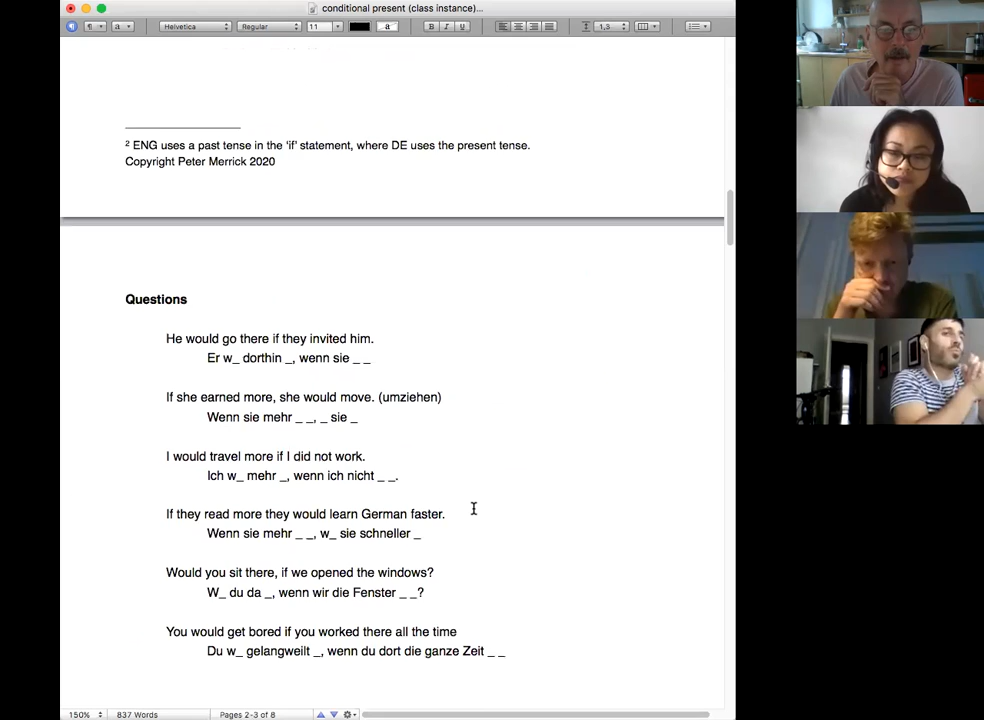 conditional present (class instance)...
¶
a
Helvetica
Regular
11
a
B I U
1,3
² ENG uses a past tense in the 'if' statement, where DE uses the present tense.
Copyright Peter Merrick 2020
Questions
He would go there if they invited him.
Er w_ dorthin _, wenn sie _ _
If she earned more, she would move. (umziehen)
Wenn sie mehr _ _, _ sie _
I would travel more if I did not work.
Ich w_ mehr _, wenn ich nicht _ _.
If they read more they would learn German faster.
Wenn sie mehr _ _, w_ sie schneller _
Would you sit there, if we opened the windows?
W_ du da _, wenn wir die Fenster _ _?
You would get bored if you worked there all the time
Du w_ gelangweilt _, wenn du dort die ganze Zeit _ _
150%
837 Words
Pages 2-3 of 8